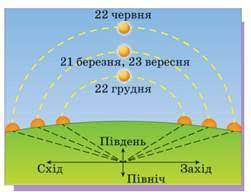 22 червня
21 березня, 23 вересня
22 грудня
Південь
Схід
Захід
Північ